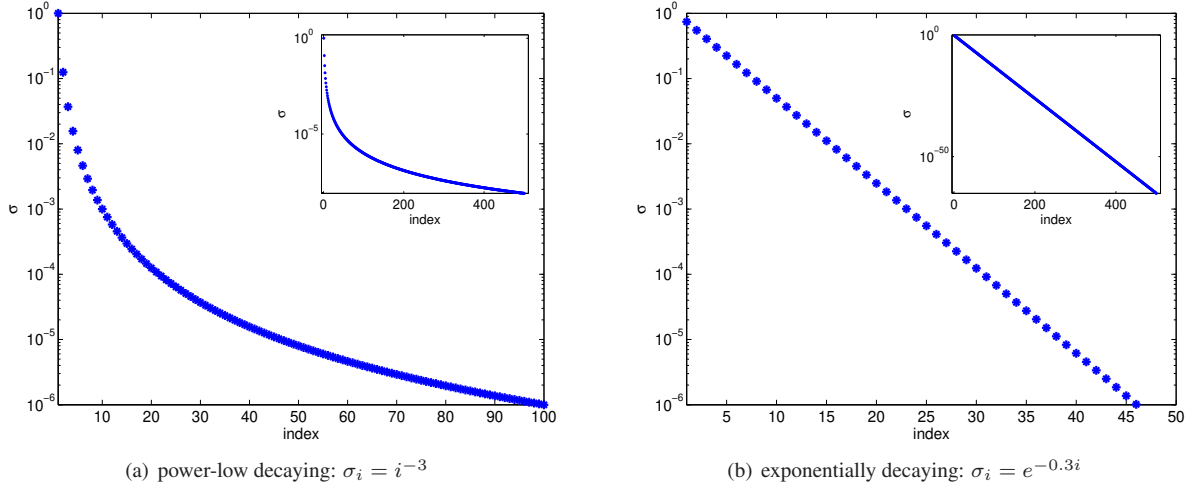 10^0
10^-1
10^-2
10^-3
10^-4
10^-5
10^-6
σ
10 20 30 40 50 60 70 80 90 100
index
10^0
10^-5
σ
0 200 400
index
(a) power-low decaying: σ_i = i^-3
10^0
10^-1
10^-2
10^-3
10^-4
10^-5
10^-6
σ
5 10 15 20 25 30 35 40 45 50
index
10^0
10^-50
σ
0 200 400
index
(b) exponentially decaying: σ_i = e^-0.3i